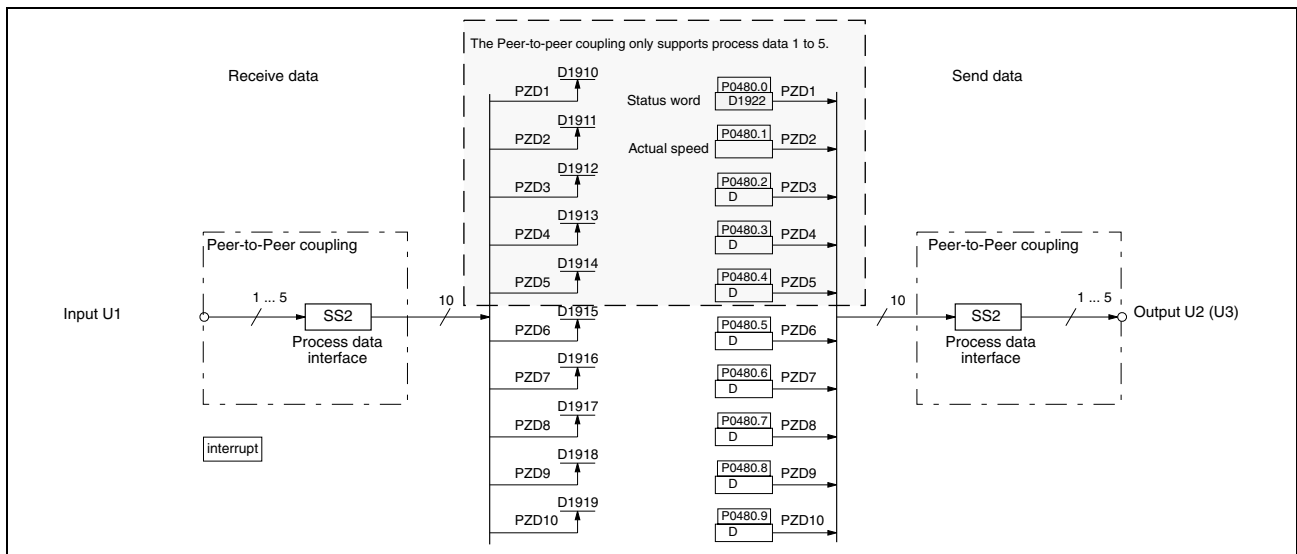 The Peer-to-peer coupling only supports process data 1 to 5.
Receive data
Send data
D1910
PZD1
D1911
PZD2
D1912
PZD3
D1913
PZD4
D1914
PZD5
D1915
PZD6
D1916
PZD7
D1917
PZD8
D1918
PZD9
D1919
PZD10
Status word
P0480.0
D1922
PZD1
Actual speed
P0480.1
PZD2
P0480.2
D
PZD3
P0480.3
D
PZD4
P0480.4
D
PZD5
P0480.5
D
PZD6
P0480.6
D
PZD7
P0480.7
D
PZD8
P0480.8
D
PZD9
P0480.9
D
PZD10
Peer-to-Peer coupling
Input U1
1 ... 5
SS2
Process data
interface
10
interrupt
Peer-to-Peer coupling
10
SS2
Process data
interface
1 ... 5
Output U2 (U3)